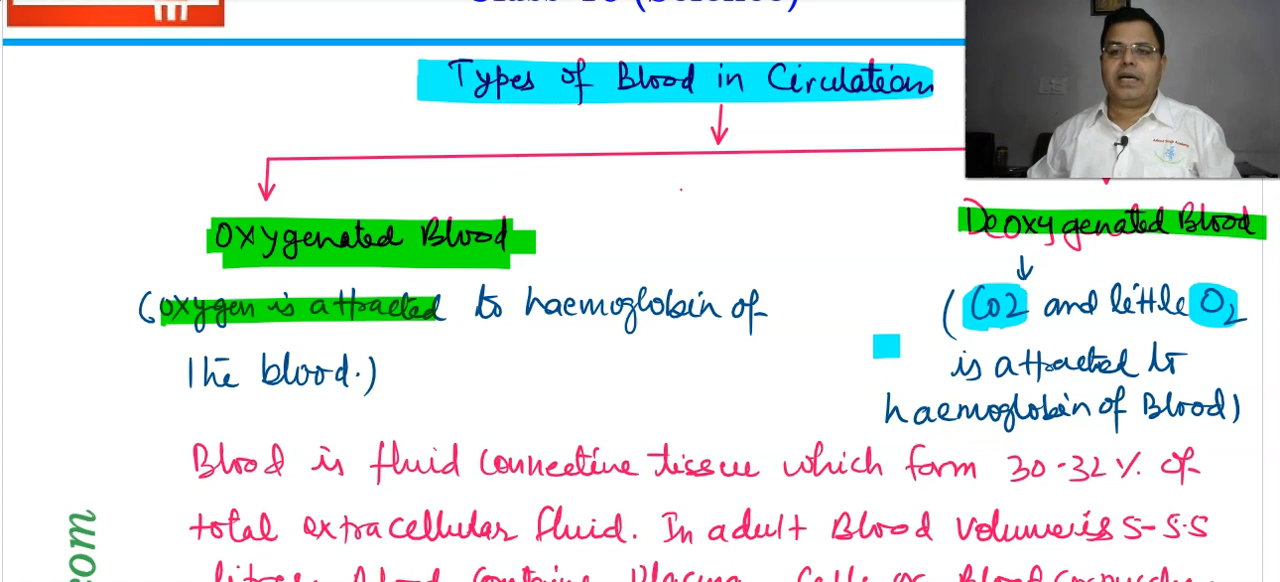 Types of Blood in Circulation
Oxygenated Blood
Deoxygenated Blood
(oxygen is attracted to haemoglobin of
the blood.)
(CO2 and little O2
is attracted to
haemoglobin of Blood)
Blood is fluid connective tissue which form 30-32% of
total extracellular fluid. In adult Blood volume is 5-5.5
com